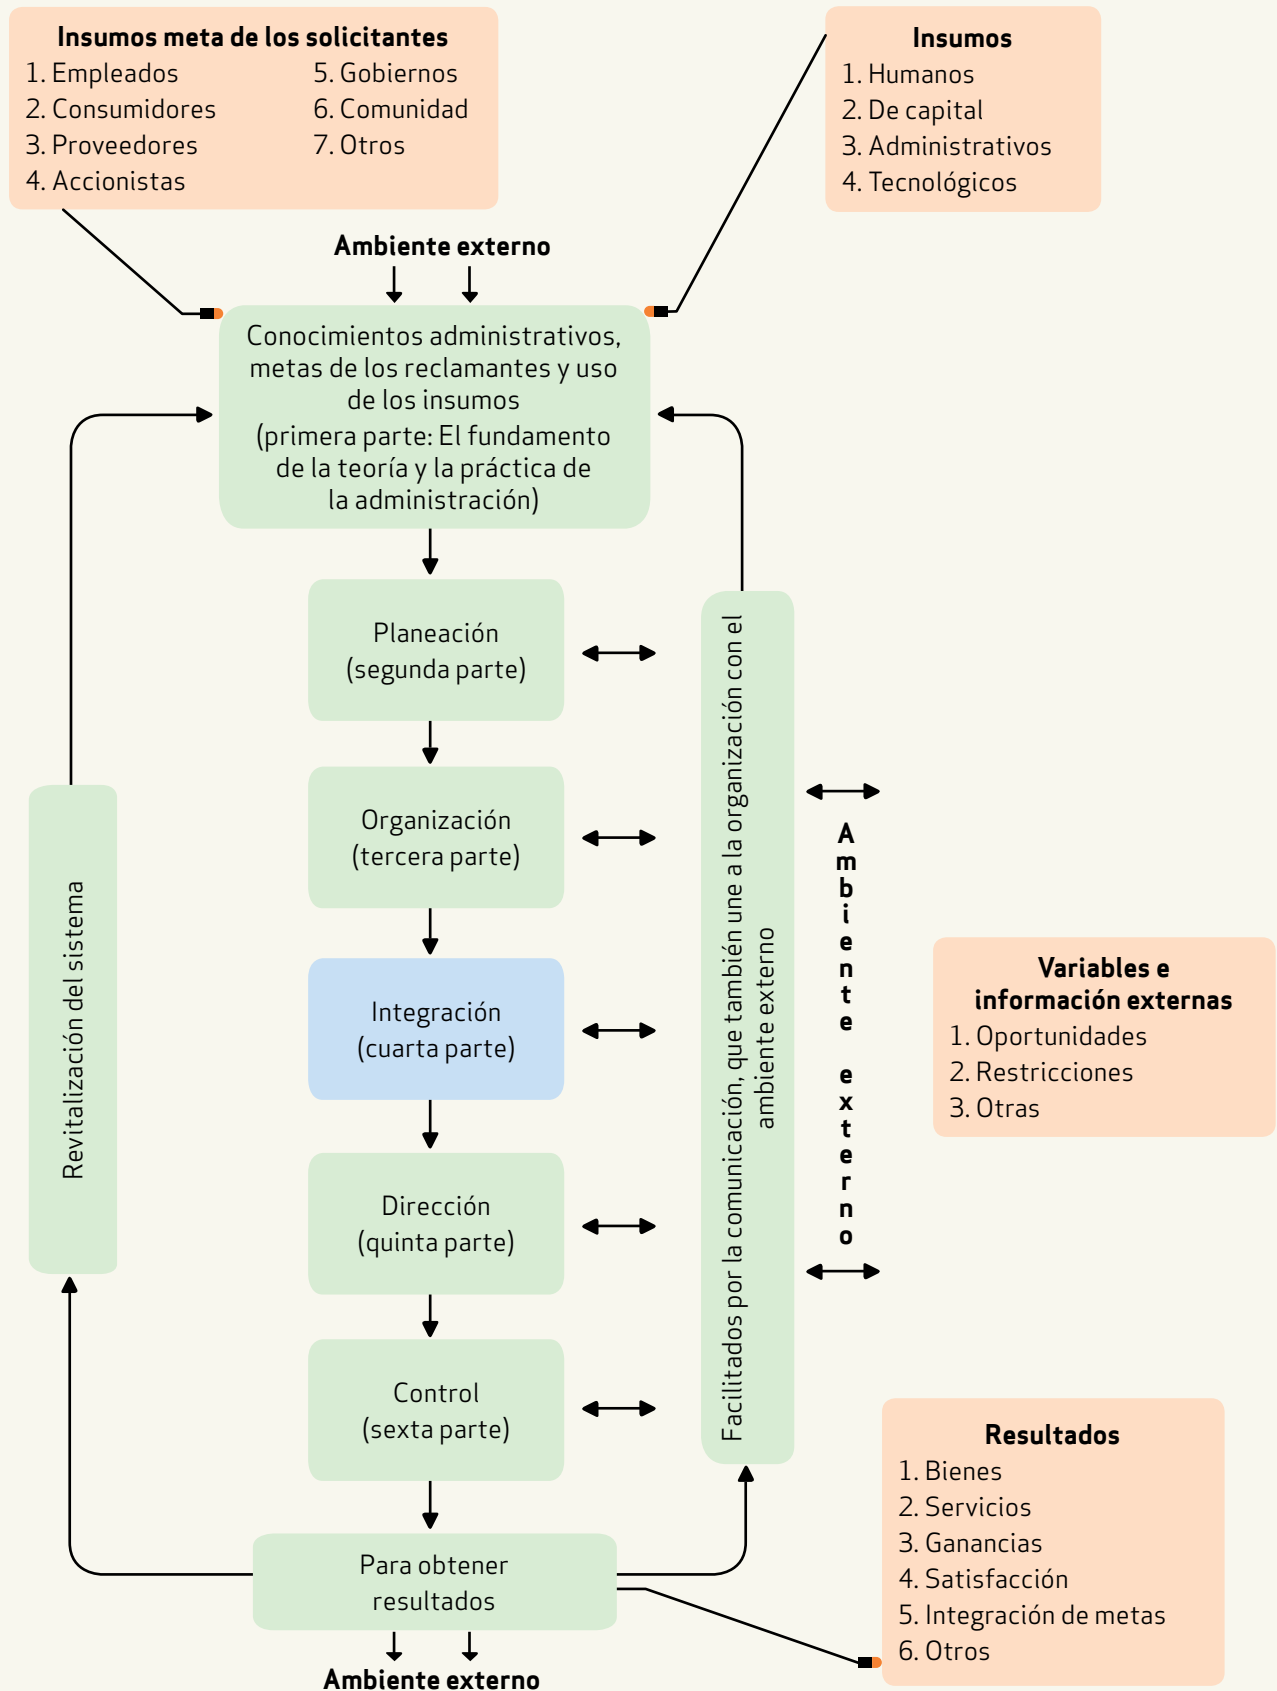 Insumos meta de los solicitantes
1. Empleados
2. Consumidores
3. Proveedores
4. Accionistas
5. Gobiernos
6. Comunidad
7. Otros
Insumos
1. Humanos
2. De capital
3. Administrativos
4. Tecnológicos
Ambiente externo
Conocimientos administrativos,
metas de los reclamantes y uso
de los insumos
(primera parte: El fundamento
de la teoría y la práctica de
la administración)
Planeación
(segunda parte)
Organización
(tercera parte)
Integración
(cuarta parte)
Dirección
(quinta parte)
Control
(sexta parte)
Para obtener
resultados
Ambiente externo
Revitalización del sistema
Facilitados por la comunicación, que también une a la organización con el
ambiente externo
Ambiente externo
Variables e
información externas
1. Oportunidades
2. Restricciones
3. Otras
Resultados
1. Bienes
2. Servicios
3. Ganancias
4. Satisfacción
5. Integración de metas
6. Otros